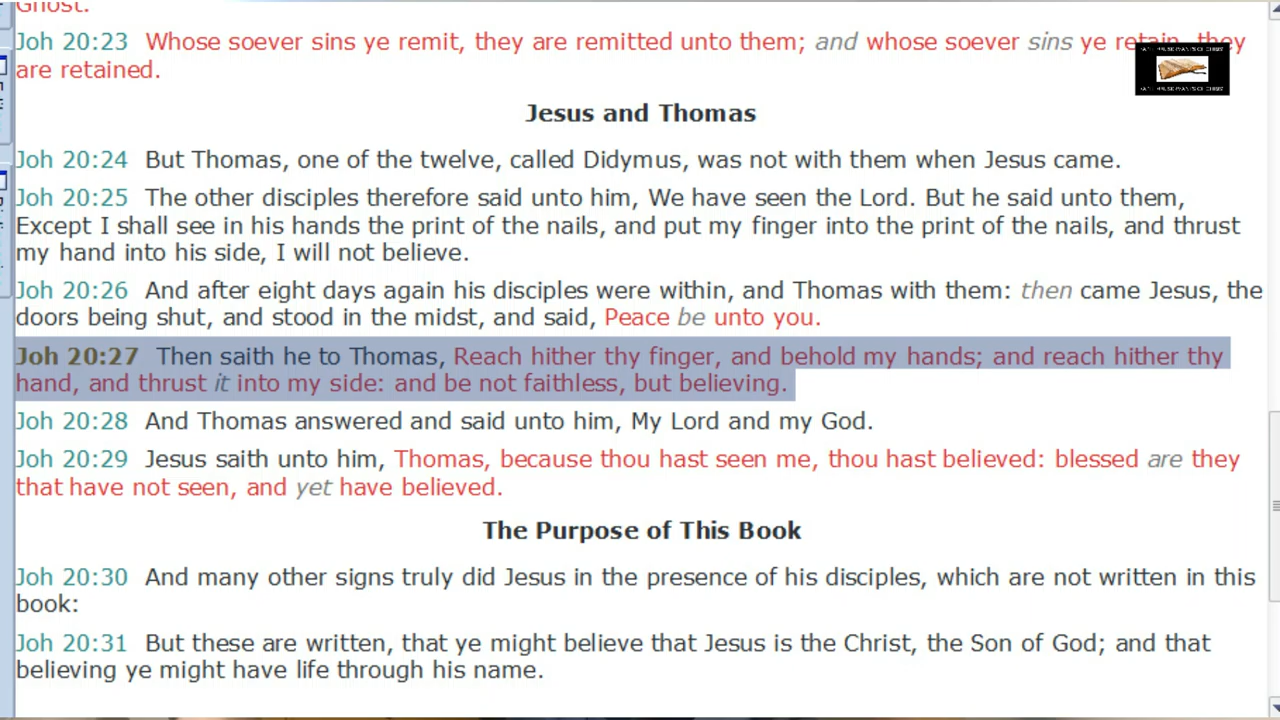 Ghost.
Joh 20:23 Whose soever sins ye remit, they are remitted unto them; and whose soever sins ye retain, they
are retained.
Jesus and Thomas
Joh 20:24 But Thomas, one of the twelve, called Didymus, was not with them when Jesus came.
Joh 20:25 The other disciples therefore said unto him, We have seen the Lord. But he said unto them,
Except I shall see in his hands the print of the nails, and put my finger into the print of the nails, and thrust
my hand into his side, I will not believe.
Joh 20:26 And after eight days again his disciples were within, and Thomas with them: then came Jesus, the
doors being shut, and stood in the midst, and said, Peace be unto you.
Joh 20:27 Then saith he to Thomas, Reach hither thy finger, and behold my hands; and reach hither thy
hand, and thrust it into my side: and be not faithless, but believing.
Joh 20:28 And Thomas answered and said unto him, My Lord and my God.
Joh 20:29 Jesus saith unto him, Thomas, because thou hast seen me, thou hast believed: blessed are they
that have not seen, and yet have believed.
The Purpose of This Book
Joh 20:30 And many other signs truly did Jesus in the presence of his disciples, which are not written in this
book:
Joh 20:31 But these are written, that ye might believe that Jesus is the Christ, the Son of God; and that
believing ye might have life through his name.